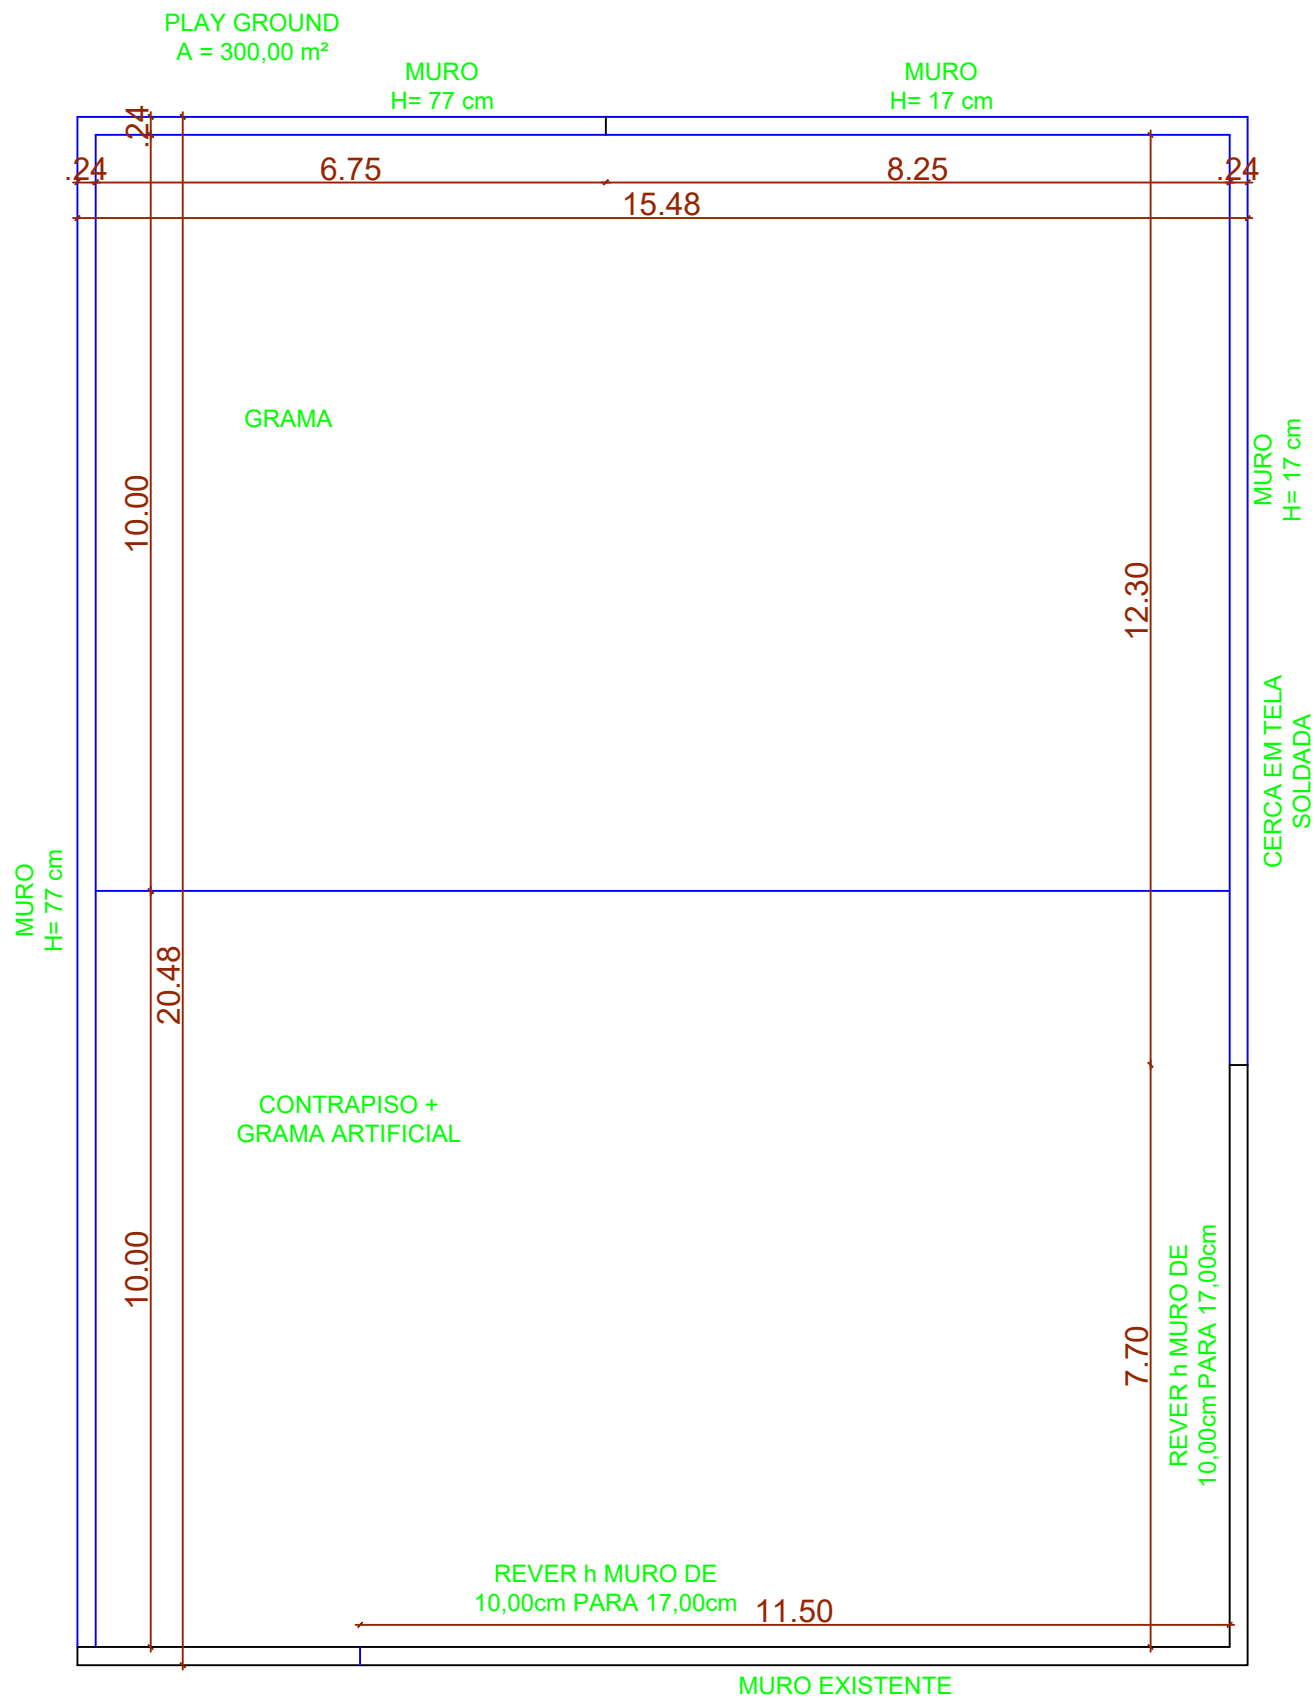 PLAY GROUND
A = 300,00 m²
MURO
H= 77 cm
MURO
H= 17 cm
.24
.24
6.75
8.25
.24
15.48
GRAMA
10.00
MURO
H= 17 cm
12.30
CERCA EM TELA
SOLDADA
MURO
H= 77 cm
20.48
CONTRAPISO +
GRAMA ARTIFICIAL
10.00
7.70
REVER h MURO DE
10,00cm PARA 17,00cm
REVER h MURO DE
10,00cm PARA 17,00cm
11.50
MURO EXISTENTE